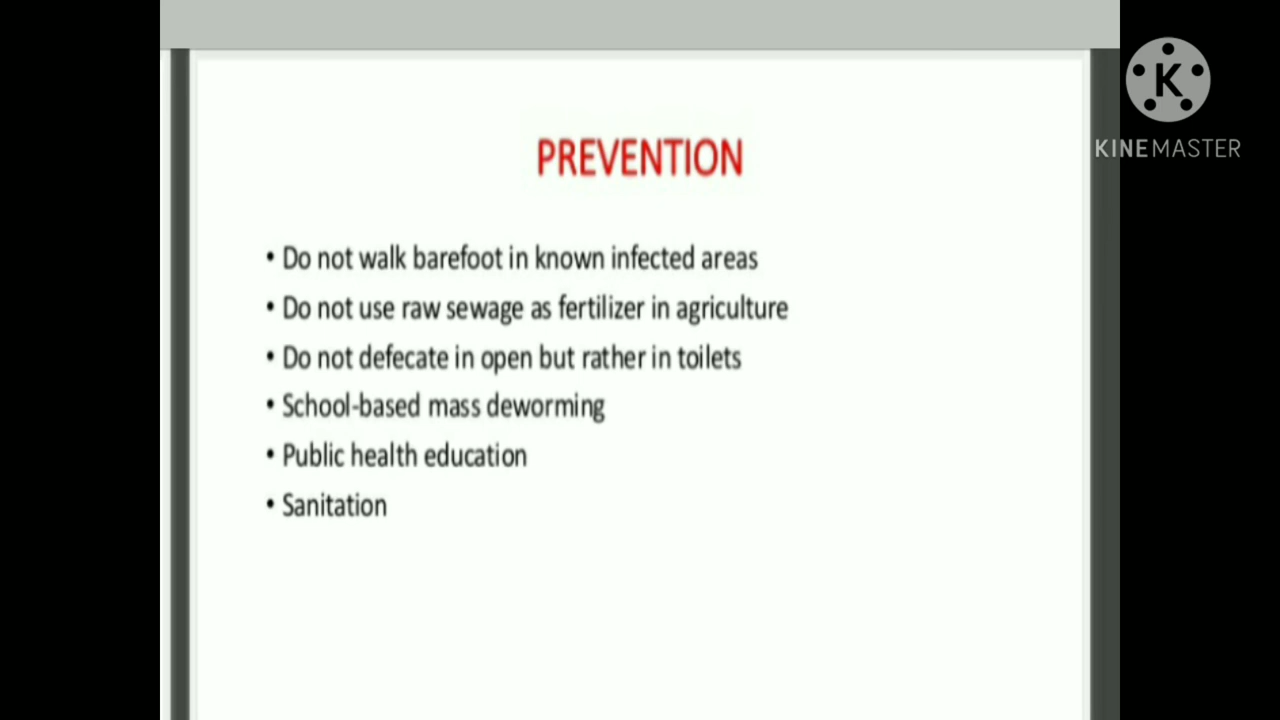 PREVENTION
• Do not walk barefoot in known infected areas
• Do not use raw sewage as fertilizer in agriculture
• Do not defecate in open but rather in toilets
• School-based mass deworming
• Public health education
• Sanitation
K
KINEMASTER